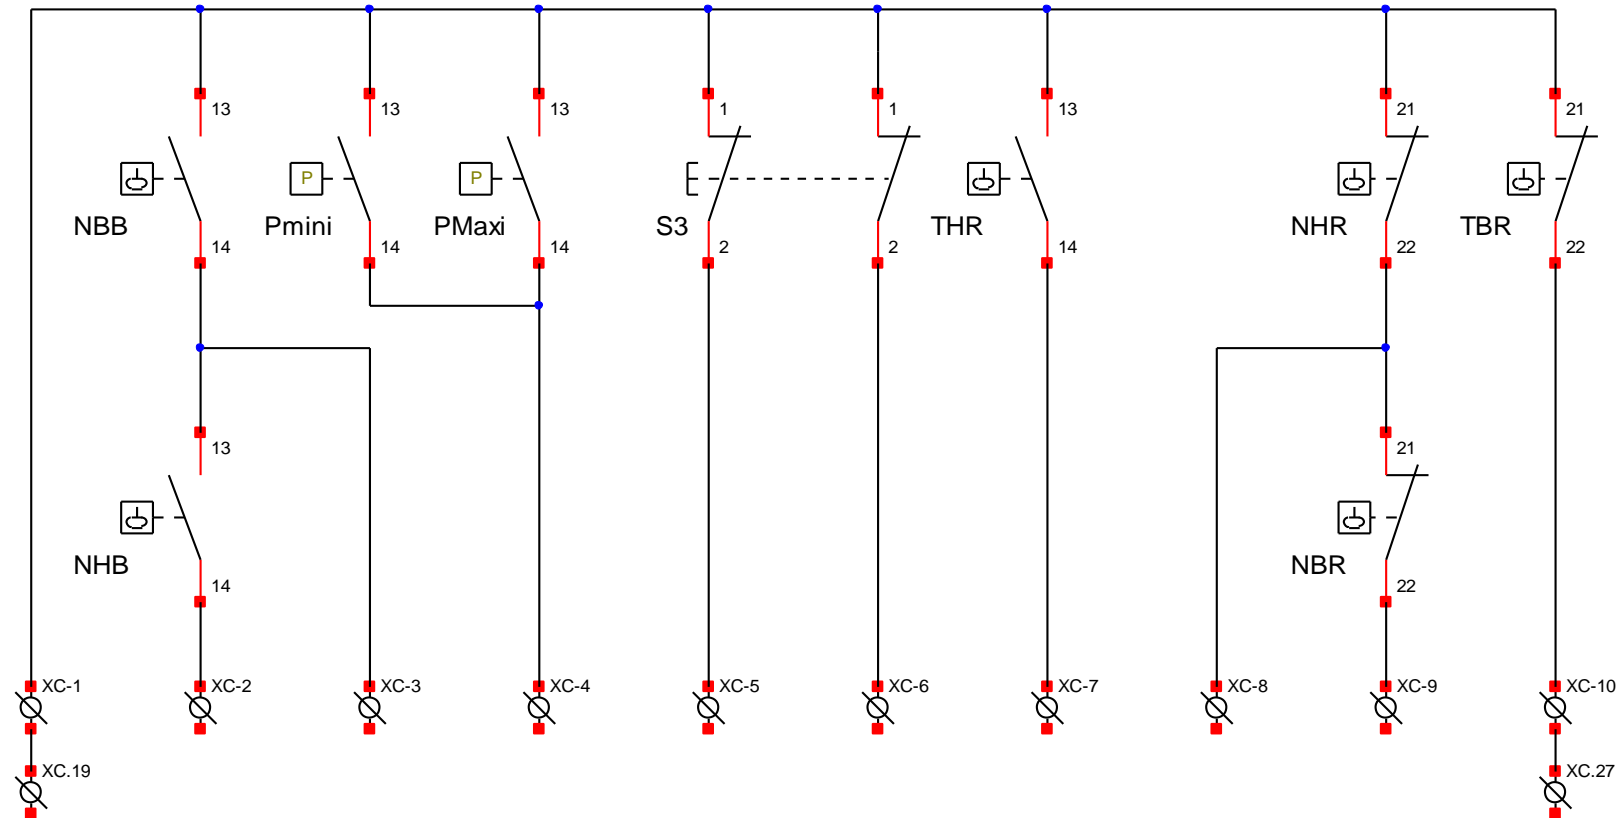 13 13 13 1 1 13 21 21
P P
NBB Pmini PMaxi S3 THR NHR TBR
14 14 14 2 2 14 22 22
13 21
NHB NBR
14 22
XC-1 XC-2 XC-3 XC-4 XC-5 XC-6 XC-7 XC-8 XC-9 XC-10
XC.19 XC.27